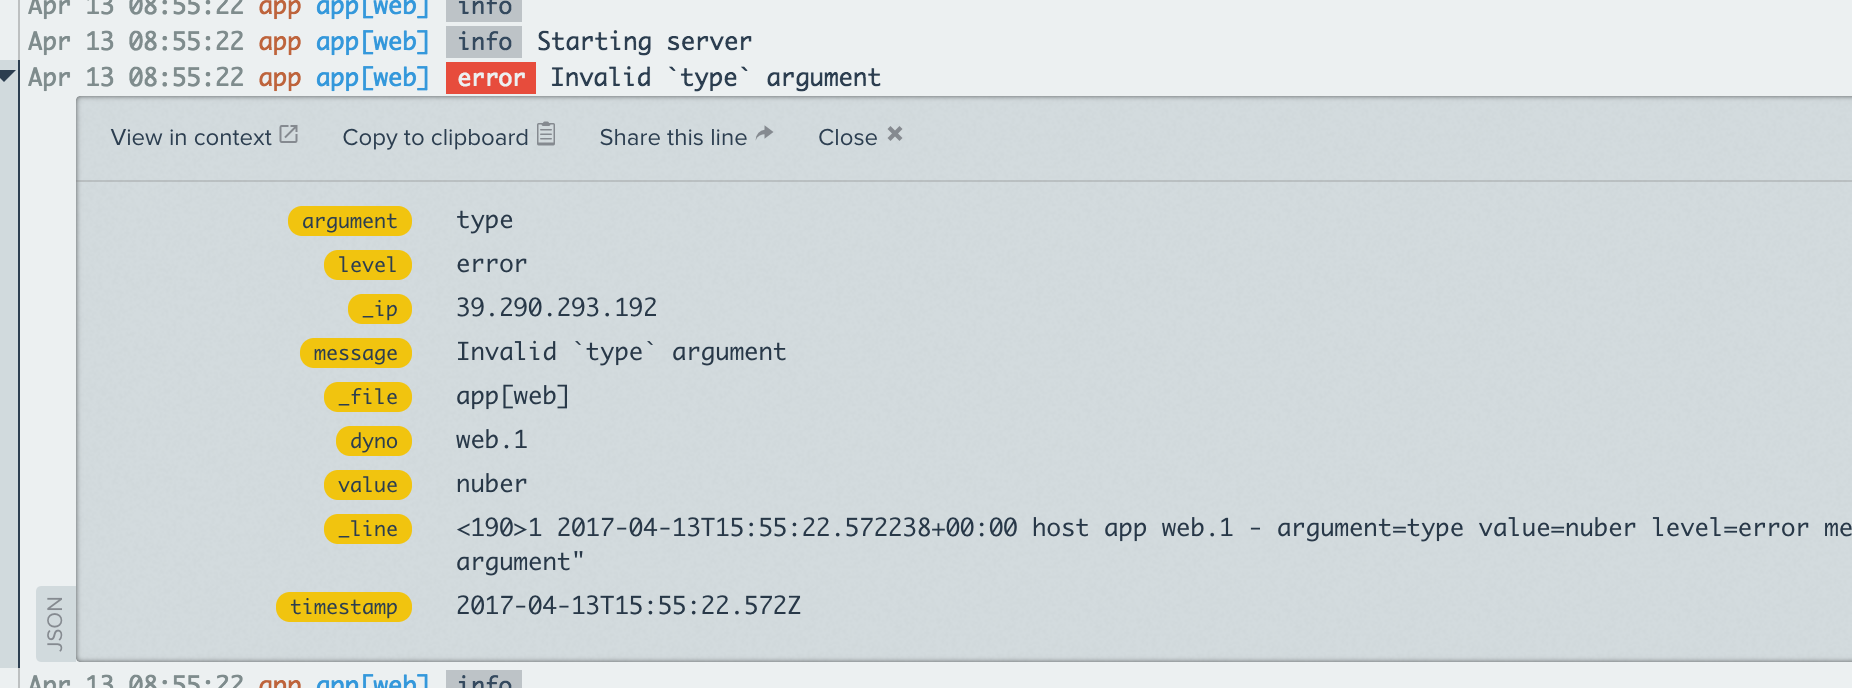 Apr 13 08:55:22 app app[web] info
Apr 13 08:55:22 app app[web] info Starting server
Apr 13 08:55:22 app app[web] error Invalid `type` argument
View in context Copy to clipboard Share this line Close
argument type
level error
_ip 39.290.293.192
message Invalid `type` argument
_file app[web]
dyno web.1
value nuber
_line <190>1 2017-04-13T15:55:22.572238+00:00 host app web.1 - argument=type value=nuber level=error me
argument"
timestamp 2017-04-13T15:55:22.572Z
JSON
Apr 13 08:55:22 app app[web] info